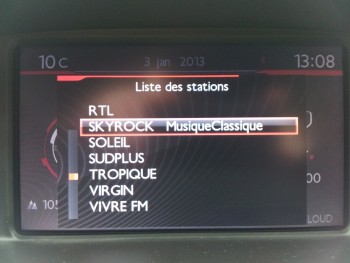 10 C 3 jan 2013 13:08
Liste des stations
RTL
SKYROCK MusiqueClassique
SOLEIL
SUDPLUS
TROPIQUE
VIRGIN
VIVRE FM
LOUD